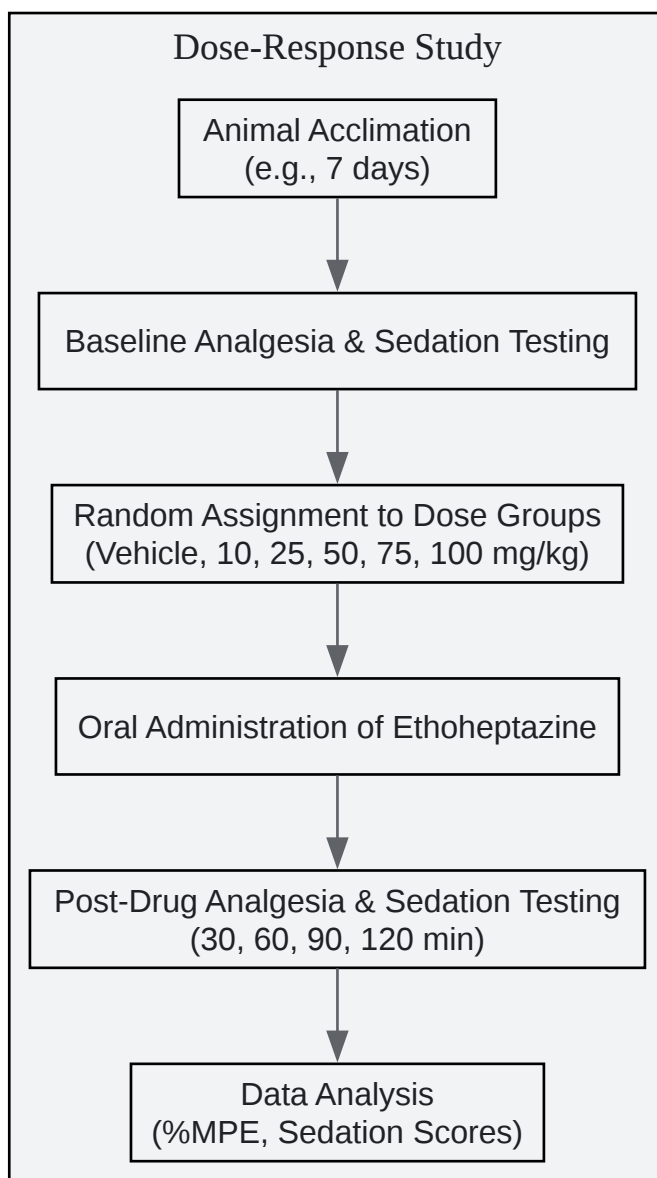 Dose-Response Study
Animal Acclimation
(e.g., 7 days)
Baseline Analgesia & Sedation Testing
Random Assignment to Dose Groups
(Vehicle, 10, 25, 50, 75, 100 mg/kg)
Oral Administration of Ethoheptazine
Post-Drug Analgesia & Sedation Testing
(30, 60, 90, 120 min)
Data Analysis
(%MPE, Sedation Scores)